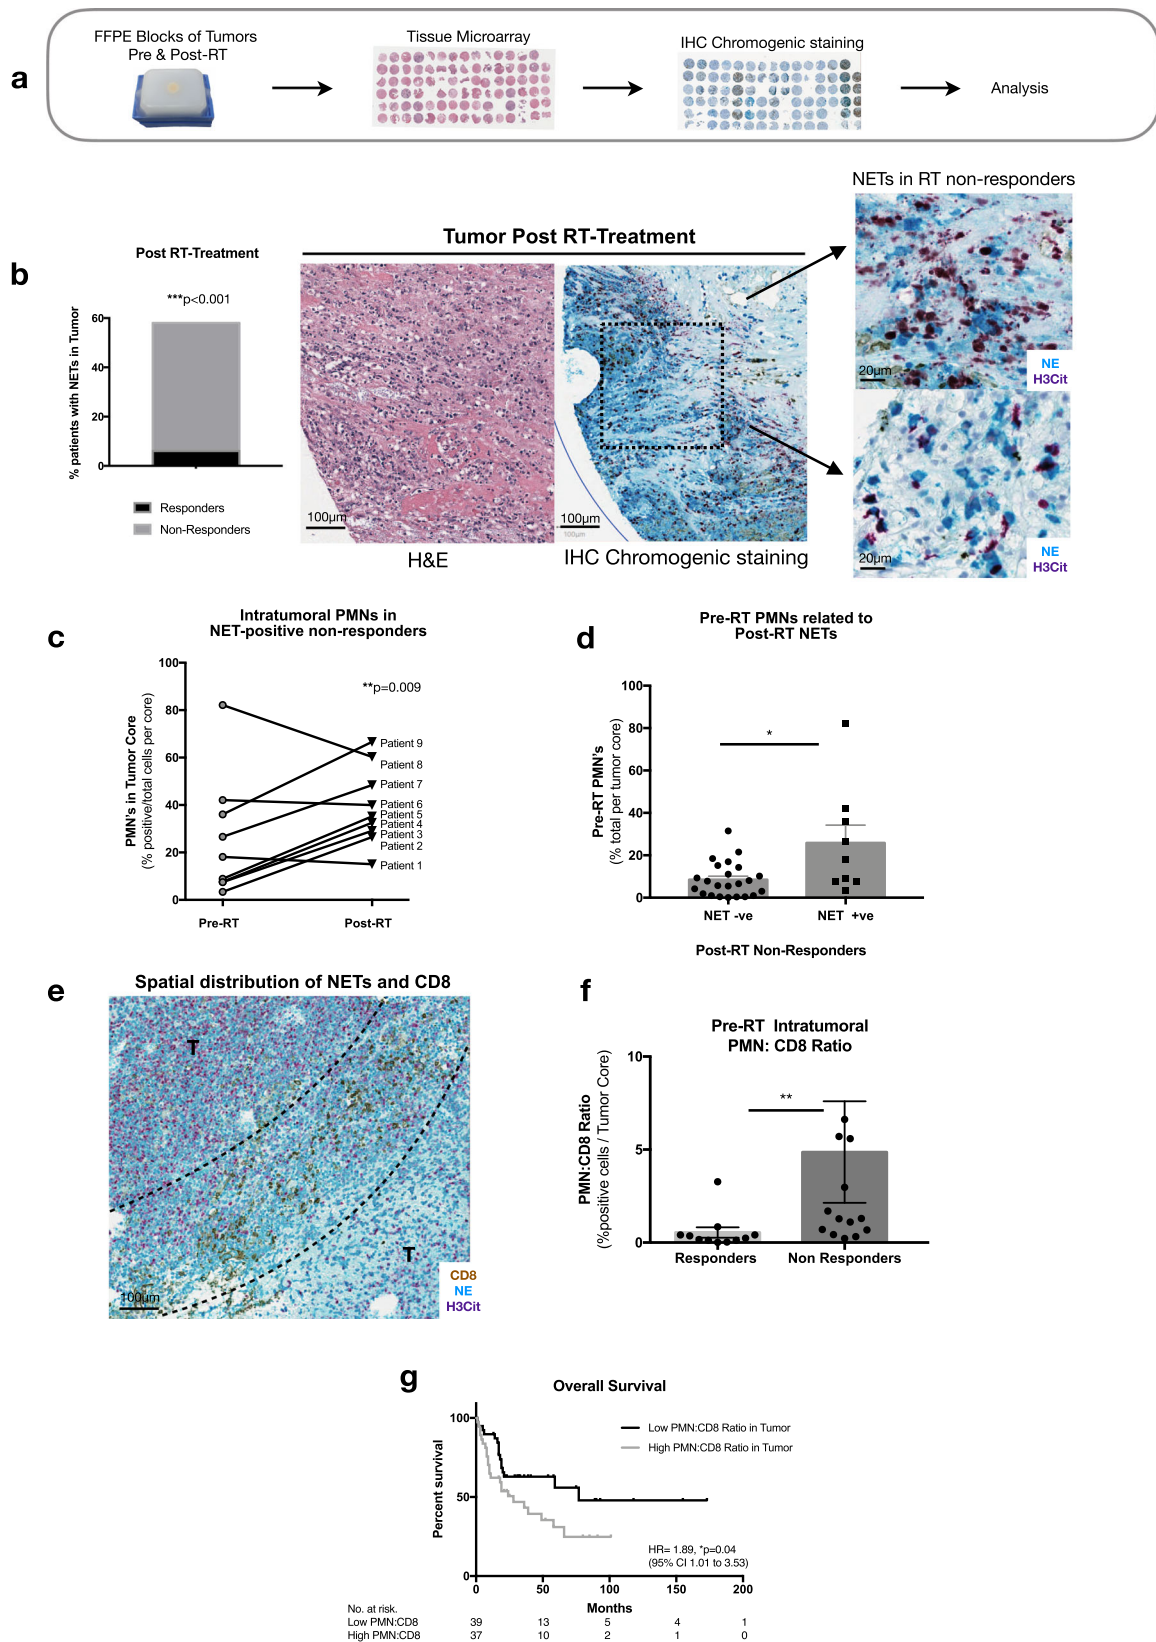 a
FFPE Blocks of Tumors
Pre & Post-RT
Tissue Microarray
IHC Chromogenic staining
Analysis
b
Post RT-Treatment
***p<0.001
% patients with NETs in Tumor
60
40
20
0
Responders
Non-Responders
Tumor Post RT-Treatment
100µm
H&E
100µm
100µm
IHC Chromogenic staining
NETs in RT non-responders
20µm
NE
H3Cit
20µm
NE
H3Cit
c
Intratumoral PMNs in
NET-positive non-responders
**p=0.009
PMN's in Tumor Core
(% positive/total cells per core)
100
80
60
40
20
0
Patient 9
Patient 8
Patient 7
Patient 6
Patient 5
Patient 4
Patient 3
Patient 2
Patient 1
Pre-RT
Post-RT
d
Pre-RT PMNs related to
Post-RT NETs
Pre-RT PMN's
(% total per tumor core)
100
80
60
40
20
0
*
NET -ve
NET +ve
Post-RT Non-Responders
e
Spatial distribution of NETs and CD8
T
T
100µm
CD8
NE
H3Cit
f
Pre-RT Intratumoral
PMN: CD8 Ratio
PMN:CD8 Ratio
(%positive cells / Tumor Core)
10
5
0
**
Responders
Non Responders
g
Overall Survival
Percent survival
100
50
0
Low PMN:CD8 Ratio in Tumor
High PMN:CD8 Ratio in Tumor
HR= 1.89, *p=0.04
(95% CI 1.01 to 3.53)
0 50 100 150 200
Months
No. at risk.
Low PMN:CD8 39 13 5 4 1
High PMN:CD8 37 10 2 1 0